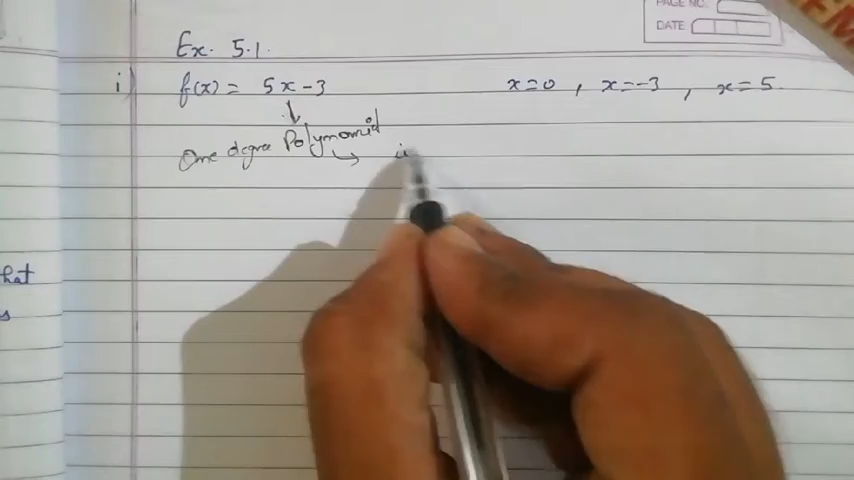 PAGE NO.
DATE
Ex. 5.1.
i) f(x) = 5x - 3 x=0 , x=-3 , x=5.
One degree Polynomial
hat